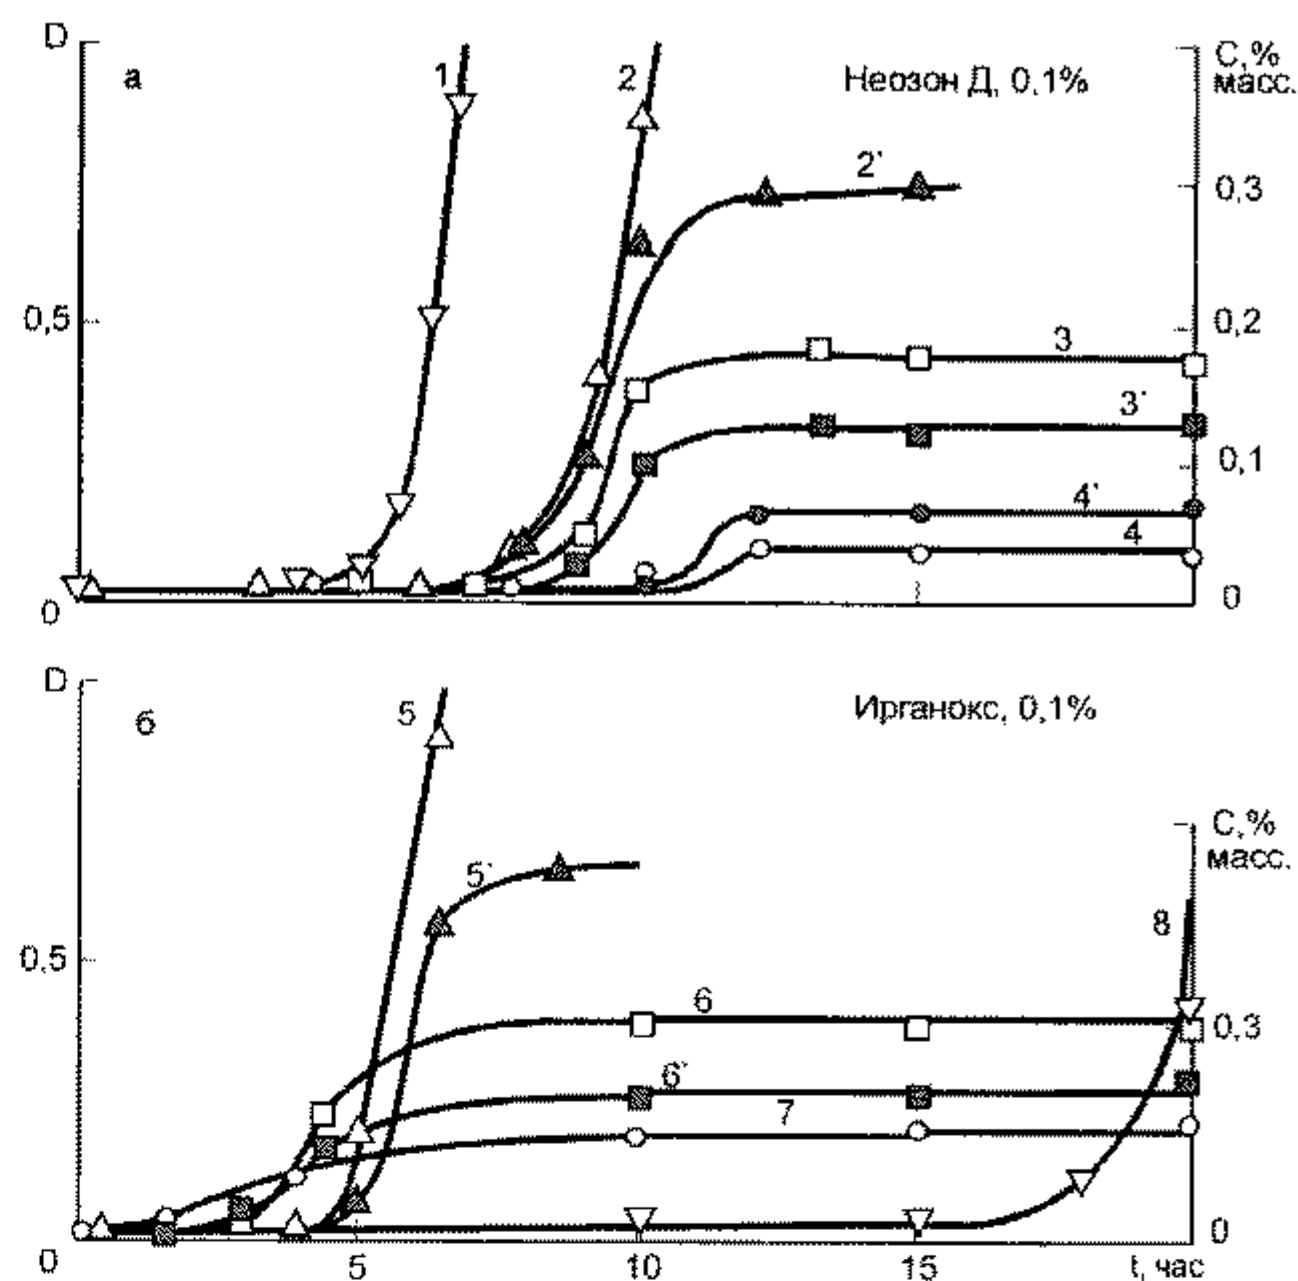 D
а
1
2
Неозон Д, 0,1%
С,%
масс.
2'
0,3
0,5
3
0,2
3'
0,1
4'
4
0
0
D
б
5
Ирганокс, 0,1%
С,%
масс.
5'
8
0,5
6
0,3
6'
7
0
0
5
10
15
t, час